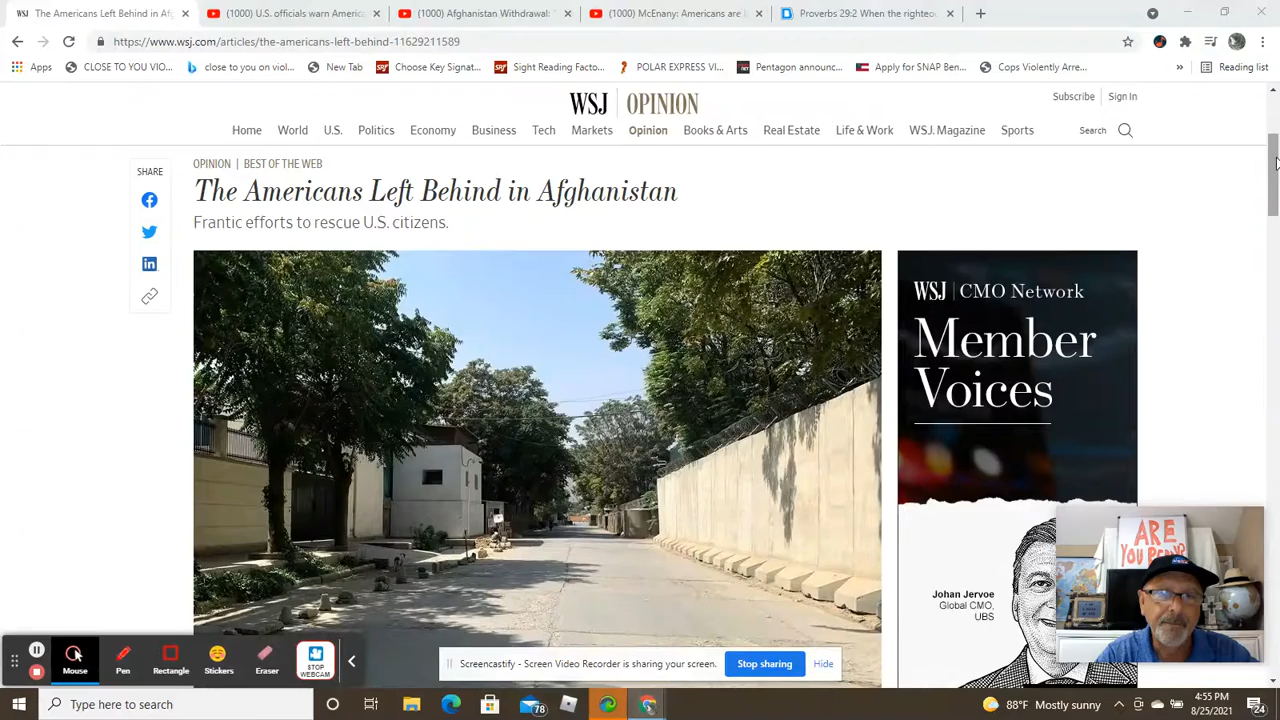 The Americans Left Behind in Afg
(1000) U.S. officials warn Americ
(1000) Afghanistan Withdrawal:
(1000) McEnany: Americans are
Proverbs 29:2 When the righteou
https://www.wsj.com/articles/the-americans-left-behind-11629211589
Apps
CLOSE TO YOU VIO...
close to you on viol...
New Tab
Choose Key Signat...
Sight Reading Facto...
POLAR EXPRESS VI...
Pentagon announc...
Apply for SNAP Ben...
Cops Violently Arre...
»
Reading list
WSJ | OPINION
Subscribe | Sign In
Home World U.S. Politics Economy Business Tech Markets Opinion Books & Arts Real Estate Life & Work WSJ. Magazine Sports Search
SHARE
OPINION | BEST OF THE WEB
The Americans Left Behind in Afghanistan
Frantic efforts to rescue U.S. citizens.
WSJ | CMO Network
Member
Voices
Johan Jervoe
Global CMO,
UBS
ARE
YOU
Mouse
Pen
Rectangle
Stickers
Eraser
STOP
WEBCAM
Screencastify - Screen Video Recorder is sharing your screen.
Stop sharing
Hide
Type here to search
78
88°F Mostly sunny
4:55 PM
8/25/2021
24